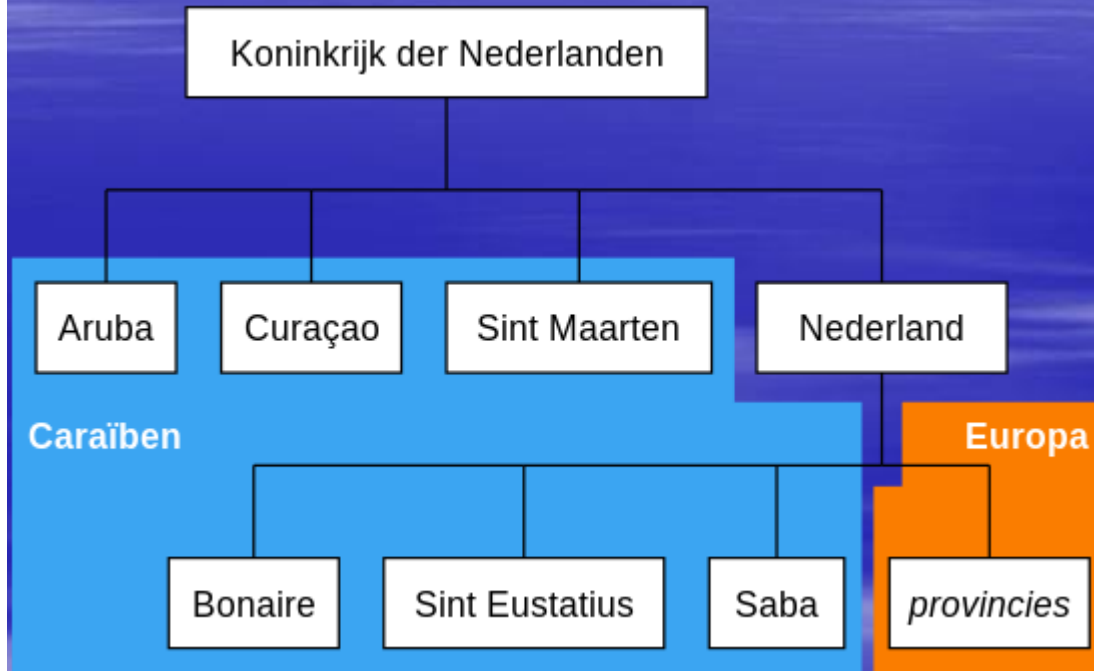 Koninkrijk der Nederlanden
Aruba
Curaçao
Sint Maarten
Nederland
Caraïben
Europa
Bonaire
Sint Eustatius
Saba
provincies